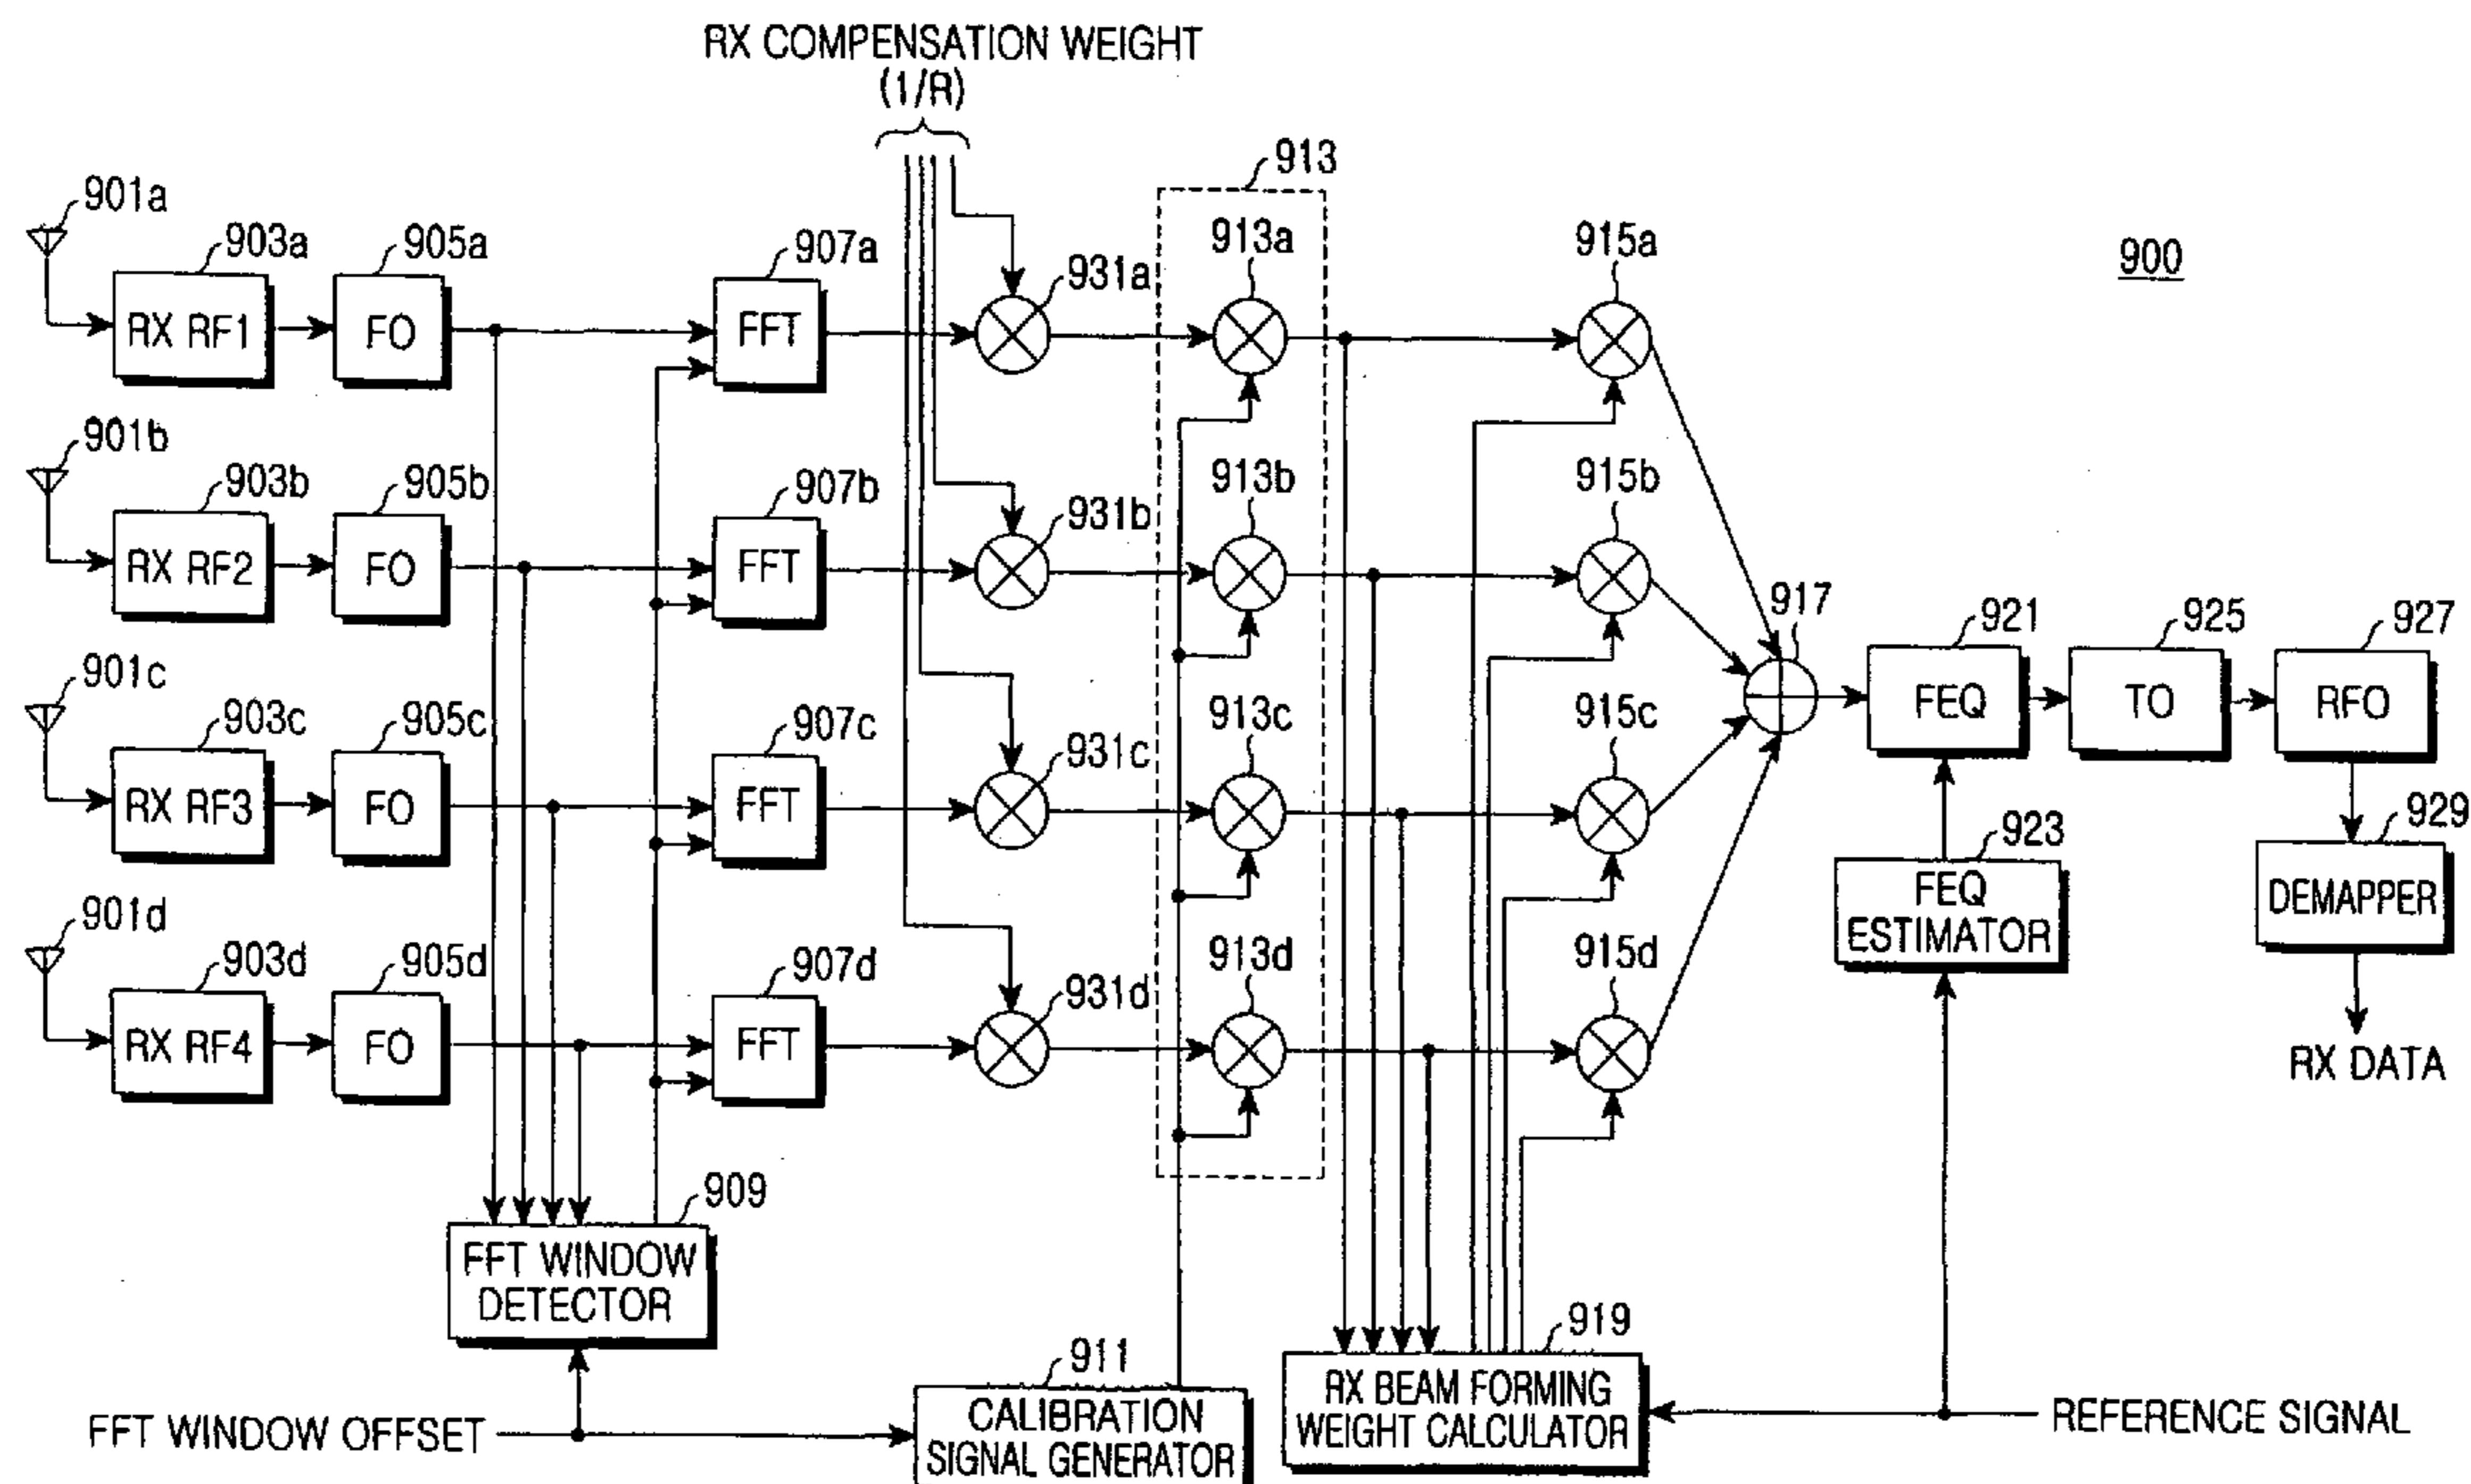 RX COMPENSATION WEIGHT
(1/R)
913
901a
903a
905a
907a
931a
913a
915a
900
RX RF1
FO
FFT
901b
903b
905b
907b
931b
913b
915b
RX RF2
FO
FFT
917
921
925
927
FEQ
TO
RFO
901c
903c
905c
907c
931c
913c
915c
RX RF3
FO
FFT
923
929
FEQ
ESTIMATOR
DEMAPPER
901d
903d
905d
907d
931d
913d
915d
RX RF4
FO
FFT
RX DATA
909
FFT WINDOW
DETECTOR
911
919
FFT WINDOW OFFSET
CALIBRATION
SIGNAL GENERATOR
RX BEAM FORMING
WEIGHT CALCULATOR
REFERENCE SIGNAL